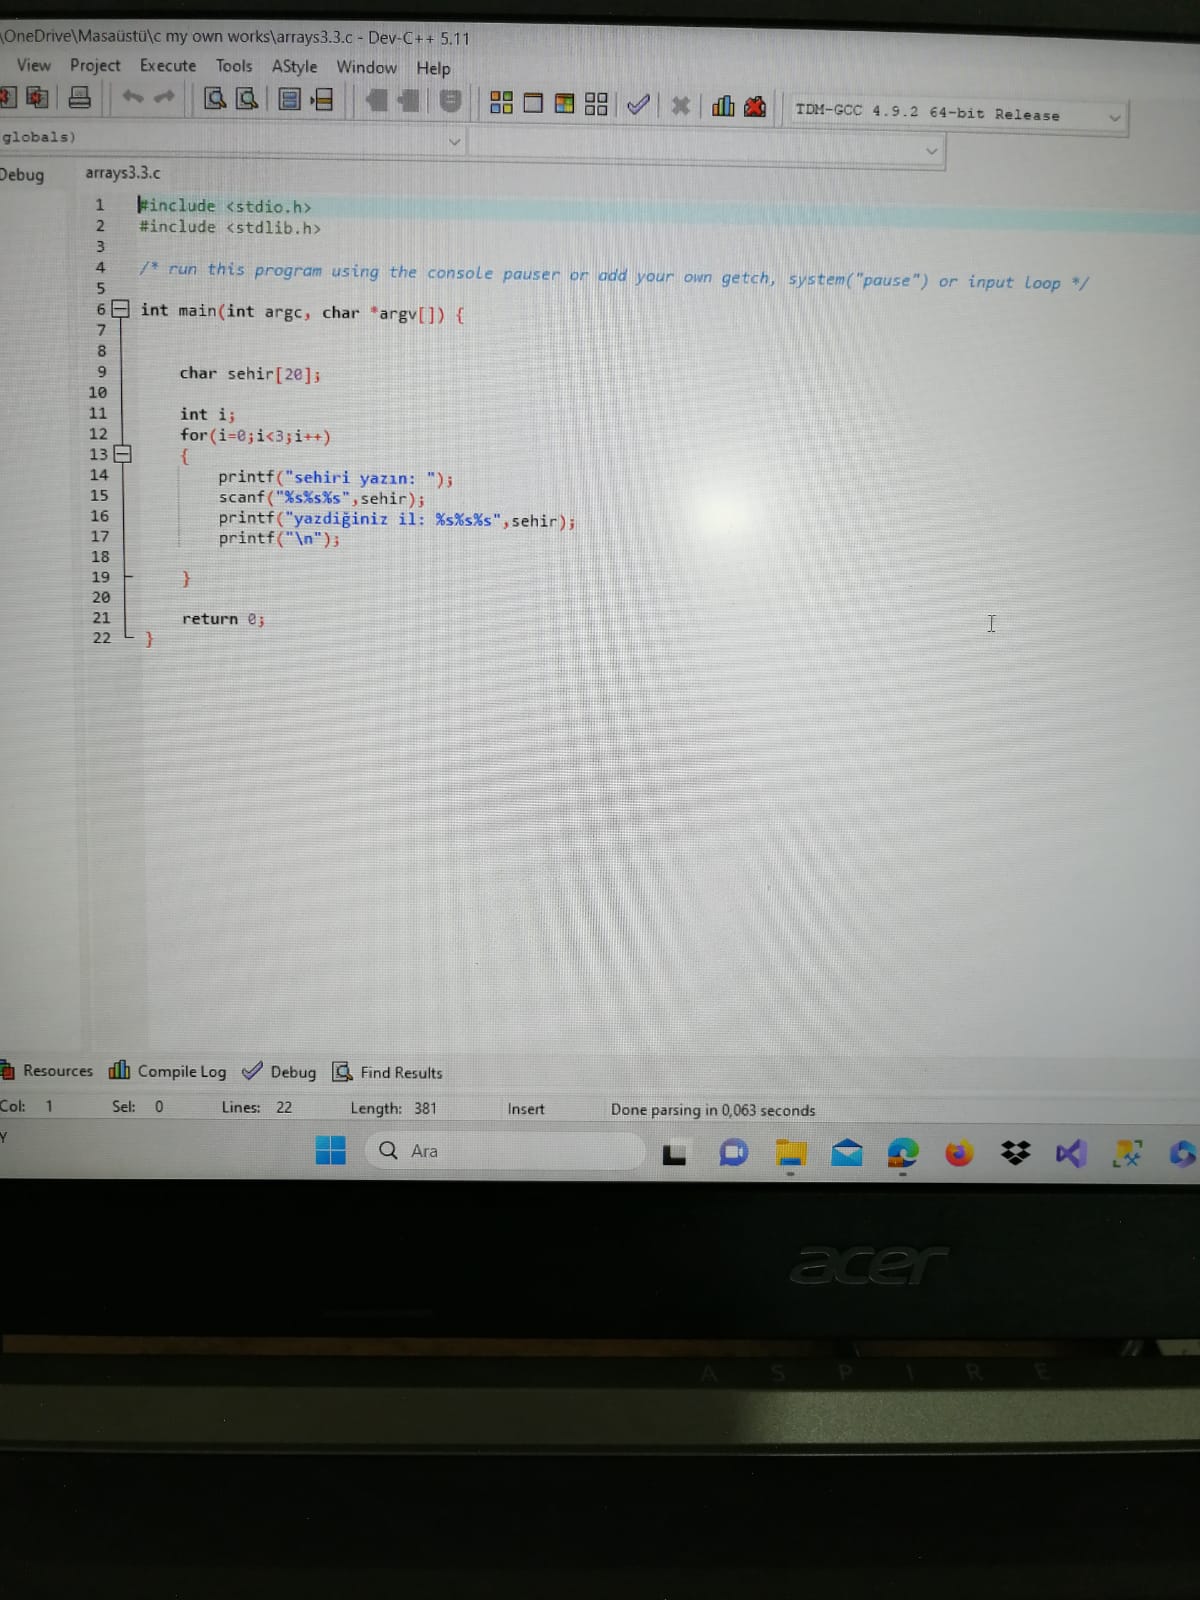 \OneDrive\Masaüstü\c my own works\arrays3.3.c - Dev-C++ 5.11
View Project Execute Tools AStyle Window Help
TDM-GCC 4.9.2 64-bit Release
globals)
Debug arrays3.3.c
1 #include <stdio.h>
2 #include <stdlib.h>
3
4 /* run this program using the console pauser or add your own getch, system("pause") or input loop */
5
6 int main(int argc, char *argv[]) {
7
8
9 char sehir[20];
10
11 int i;
12 for(i=0;i<3;i++)
13 {
14 printf("sehiri yazın: ");
15 scanf("%s%s%s",sehir);
16 printf("yazdiğiniz il: %s%s%s",sehir);
17 printf("\n");
18
19 }
20
21 return 0;
22 }
Resources Compile Log Debug Find Results
Col: 1 Sel: 0 Lines: 22 Length: 381 Insert Done parsing in 0,063 seconds
Ara
acer
ASPIRE